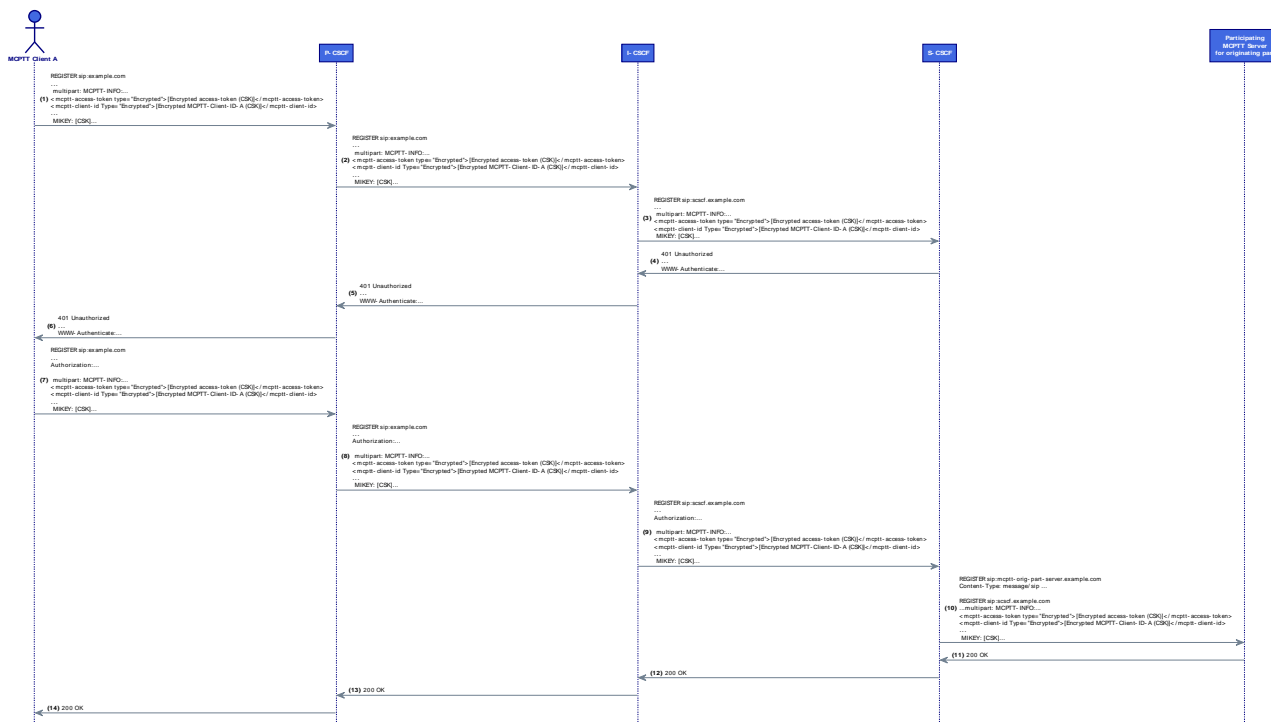 MCPTT Client A
P- CSCF
I- CSCF
S- CSCF
Participating
MCPTT Server
for originating par
REGISTER sip:example.com
...
multipart: MCPTT- INFO:...
(1) <mcptt-access-token type="Encrypted">[Encrypted access-token (CSK)]</mcptt-access-token>
<mcptt-client-id Type="Encrypted">[Encrypted MCPTT-Client-ID-A (CSK)]</mcptt-client-id>
...
MIKEY: [CSK]...
REGISTER sip:example.com
...
multipart: MCPTT- INFO:...
(2) <mcptt-access-token type="Encrypted">[Encrypted access-token (CSK)]</mcptt-access-token>
<mcptt-client-id Type="Encrypted">[Encrypted MCPTT-Client-ID-A (CSK)]</mcptt-client-id>
...
MIKEY: [CSK]...
REGISTER sip:scscf.example.com
...
multipart: MCPTT- INFO:...
(3) <mcptt-access-token type="Encrypted">[Encrypted access-token (CSK)]</mcptt-access-token>
<mcptt-client-id Type="Encrypted">[Encrypted MCPTT-Client-ID-A (CSK)]</mcptt-client-id>
MIKEY: [CSK]...
401 Unauthorized
(4) ...
WWW- Authenticate:...
401 Unauthorized
(5) ...
WWW- Authenticate:...
401 Unauthorized
(6) ...
WWW- Authenticate:...
REGISTER sip:example.com
...
Authorization:...
(7) multipart: MCPTT- INFO:...
<mcptt-access-token type="Encrypted">[Encrypted access-token (CSK)]</mcptt-access-token>
<mcptt-client-id Type="Encrypted">[Encrypted MCPTT-Client-ID-A (CSK)]</mcptt-client-id>
...
MIKEY: [CSK]...
REGISTER sip:example.com
...
Authorization:...
(8) multipart: MCPTT- INFO:...
<mcptt-access-token type="Encrypted">[Encrypted access-token (CSK)]</mcptt-access-token>
<mcptt-client-id Type="Encrypted">[Encrypted MCPTT-Client-ID-A (CSK)]</mcptt-client-id>
...
MIKEY: [CSK]...
REGISTER sip:scscf.example.com
...
Authorization:...
(9) multipart: MCPTT- INFO:...
<mcptt-access-token type="Encrypted">[Encrypted access-token (CSK)]</mcptt-access-token>
<mcptt-client-id Type="Encrypted">[Encrypted MCPTT-Client-ID-A (CSK)]</mcptt-client-id>
...
MIKEY: [CSK]...
REGISTER sip:mcptt-orig-part-server.example.com
Content-Type: message/sip ...
REGISTER sip:scscf.example.com
(10) ...multipart: MCPTT- INFO:...
<mcptt-access-token type="Encrypted">[Encrypted access-token (CSK)]</mcptt-access-token>
<mcptt-client-id Type="Encrypted">[Encrypted MCPTT-Client-ID-A (CSK)]</mcptt-client-id>
...
MIKEY: [CSK]...
(11) 200 OK
(12) 200 OK
(13) 200 OK
(14) 200 OK